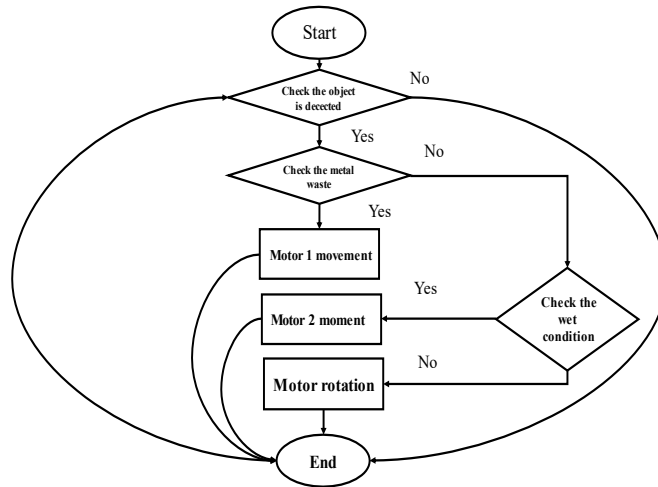 Start
No
Check the object
is decected
Yes
No
Check the metal
waste
Yes
Motor 1 movement
Yes
Check the
wet
condition
Motor 2 moment
No
Motor rotation
End